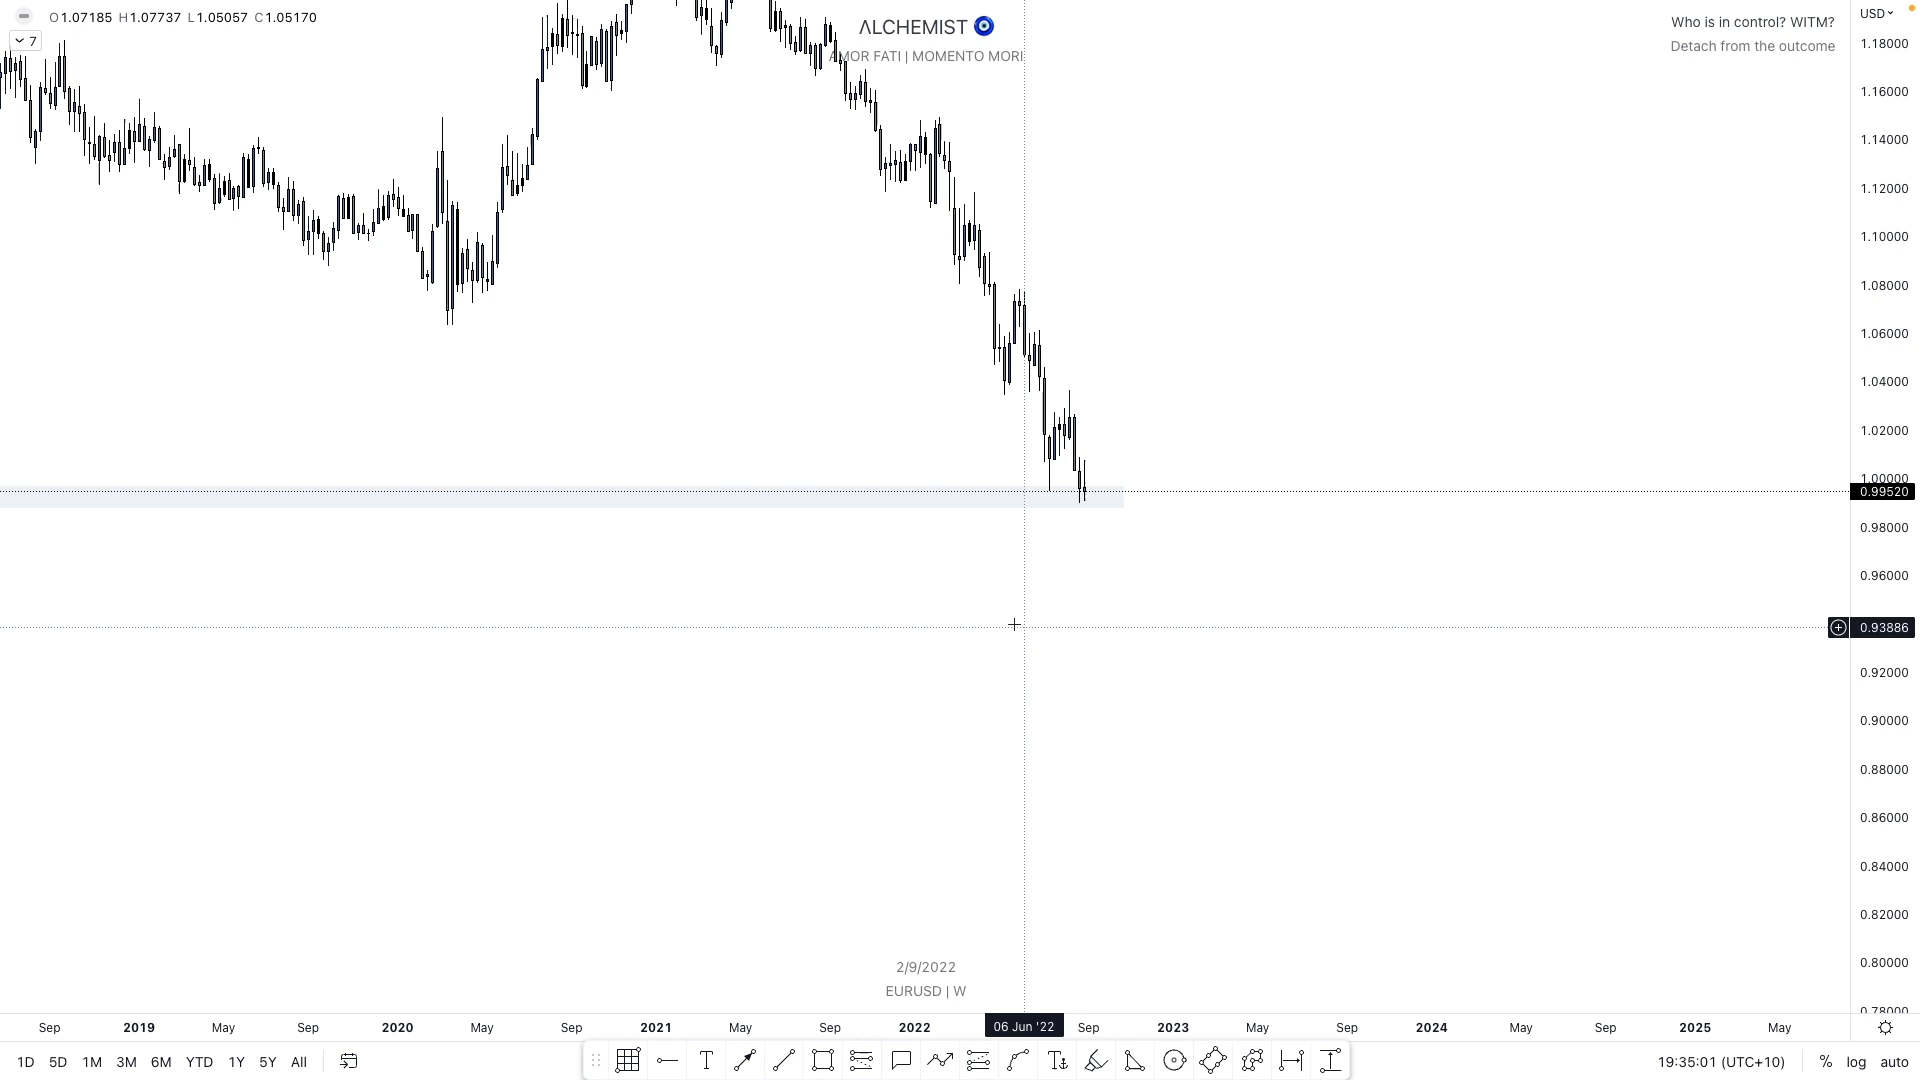 O1.07185 H1.07737 L1.05057 C1.05170
7
ΛLCHEMIST 🧿
AMOR FATI | MOMENTO MORI
Who is in control? WITM?
Detach from the outcome
USD
1.18000
1.16000
1.14000
1.12000
1.10000
1.08000
1.06000
1.04000
1.02000
1.00000
0.99520
0.98000
0.96000
0.93886
0.92000
0.90000
0.88000
0.86000
0.84000
0.82000
0.80000
0.78000
2/9/2022
EURUSD | W
Sep 2019 May Sep 2020 May Sep 2021 May Sep 2022 06 Jun '22 Sep 2023 May Sep 2024 May Sep 2025 May
1D 5D 1M 3M 6M YTD 1Y 5Y All
19:35:01 (UTC+10) % log auto